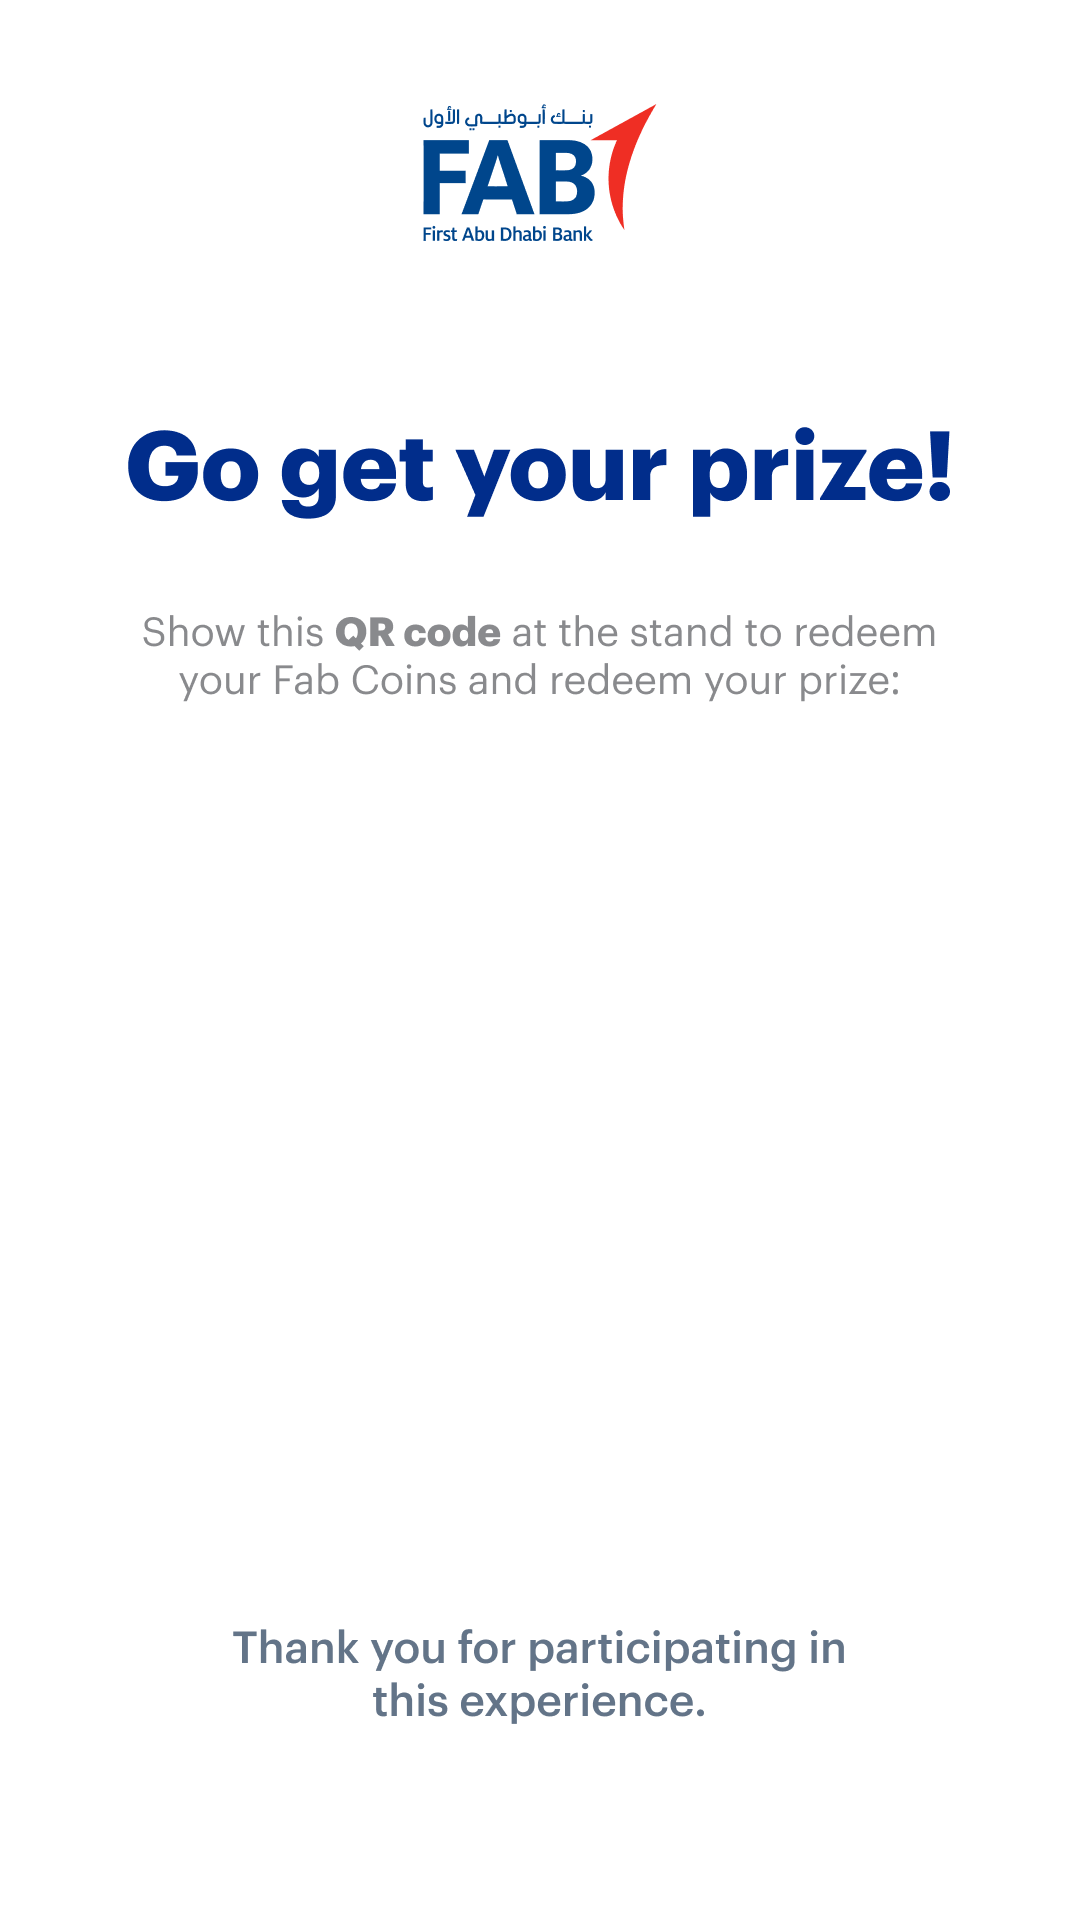 بنك أبوظبي الأول
FAB
First Abu Dhabi Bank
Go get your prize!
Show this QR code at the stand to redeem
your Fab Coins and redeem your prize:
Thank you for participating in
this experience.